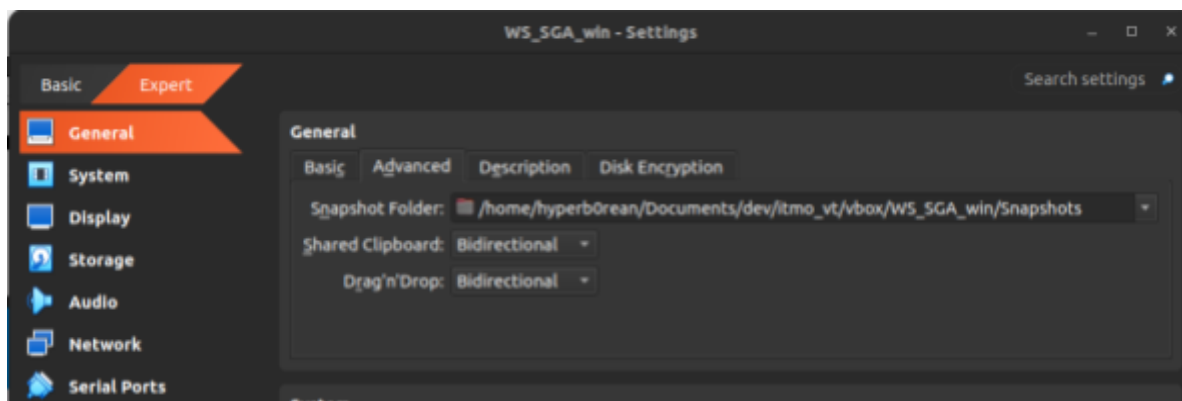 WS_SGA_win - Settings
Basic Expert
Search settings
General
System
Display
Storage
Audio
Network
Serial Ports
General
Basic Advanced Description Disk Encryption
Snapshot Folder: /home/hyperb0rean/Documents/dev/itmo_vt/vbox/WS_SGA_win/Snapshots
Shared Clipboard: Bidirectional
Drag'n'Drop: Bidirectional